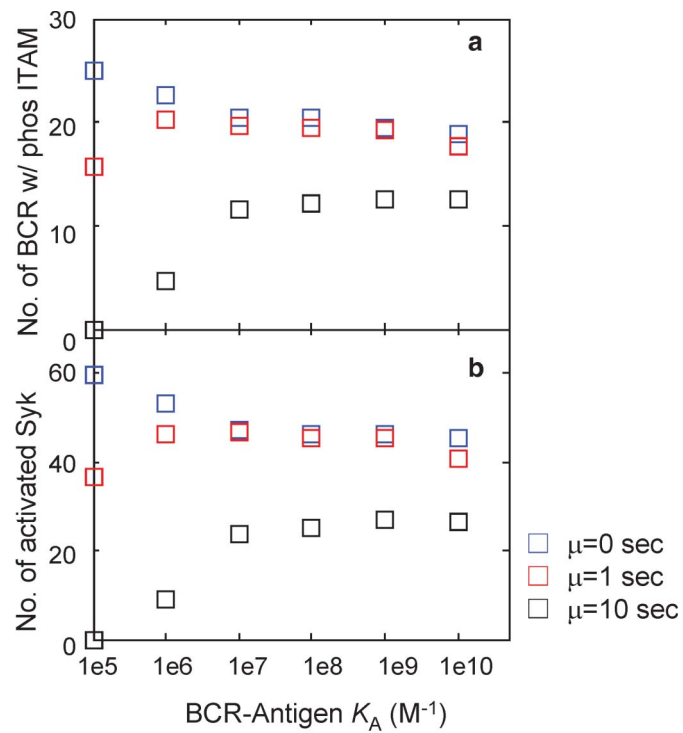 30
a
20
10
0
No. of BCR w/ phos ITAM
b
60
40
20
0
No. of activated Syk
1e5 1e6 1e7 1e8 1e9 1e10
BCR-Antigen K_A (M⁻¹)
μ=0 sec
μ=1 sec
μ=10 sec